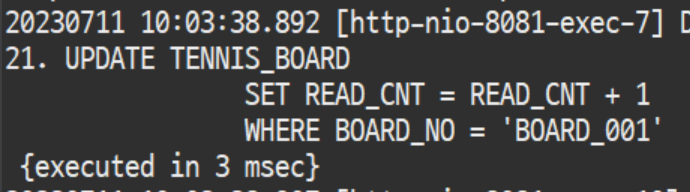 20230711 10:03:38.892 [http-nio-8081-exec-7] D
21. UPDATE TENNIS_BOARD
SET READ_CNT = READ_CNT + 1
WHERE BOARD_NO = 'BOARD_001'
{executed in 3 msec}